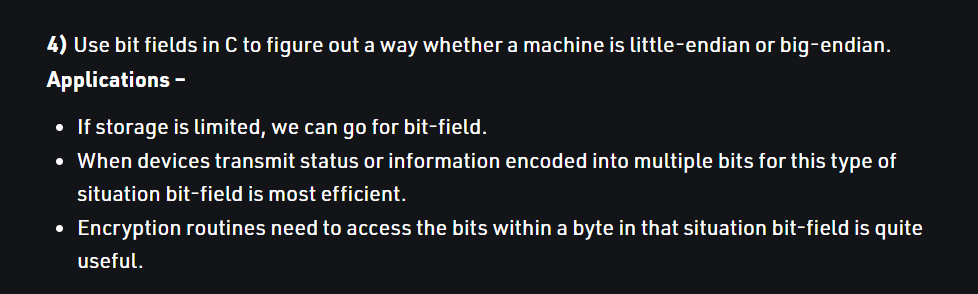 4) Use bit fields in C to figure out a way whether a machine is little-endian or big-endian.
Applications –
• If storage is limited, we can go for bit-field.
• When devices transmit status or information encoded into multiple bits for this type of
situation bit-field is most efficient.
• Encryption routines need to access the bits within a byte in that situation bit-field is quite
useful.